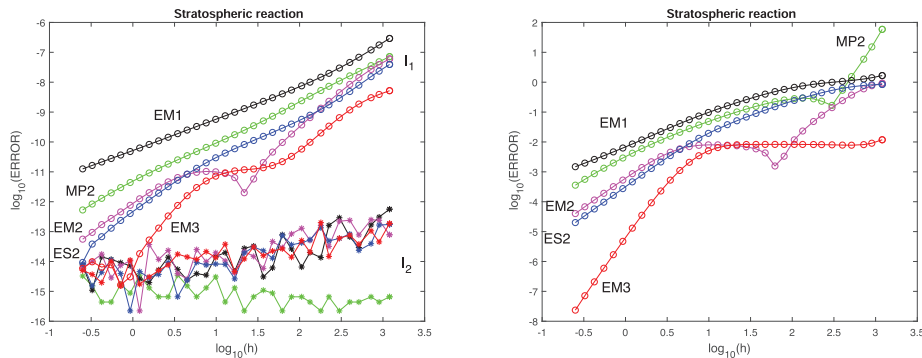 Stratospheric reaction
-6
-7
-8
-9
-10
-11
-12
-13
-14
-15
-16
log10(ERROR)
I1
EM1
MP2
EM2
ES2
EM3
I2
-1
-0.5
0
0.5
1
1.5
2
2.5
3
3.5
log10(h)
Stratospheric reaction
2
0
-2
-4
-6
-8
log10(ERROR)
MP2
EM1
EM2
ES2
EM3
-1
-0.5
0
0.5
1
1.5
2
2.5
3
3.5
log10(h)